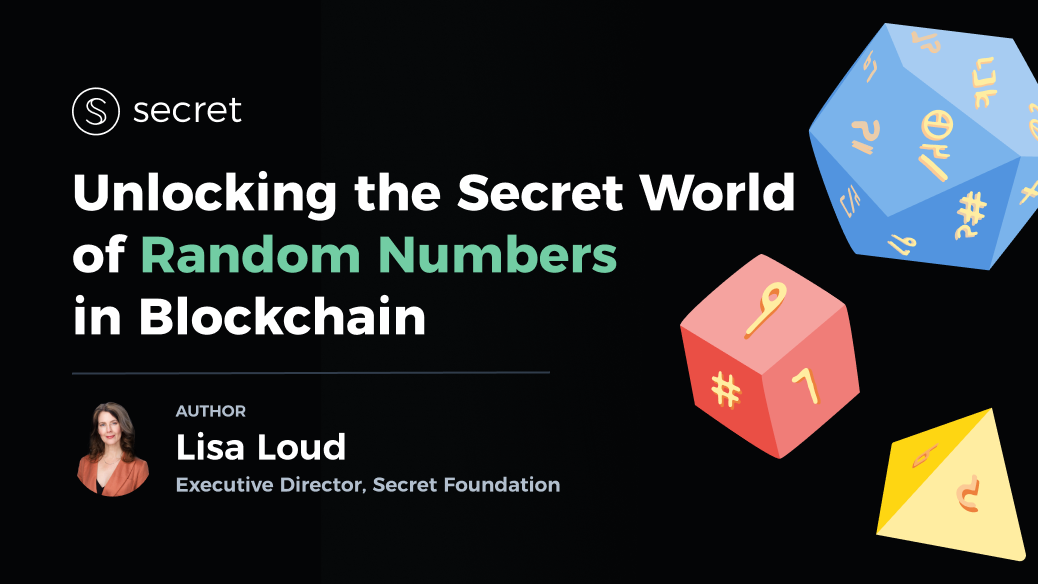 secret
Unlocking the Secret World
of Random Numbers
in Blockchain
AUTHOR
Lisa Loud
Executive Director, Secret Foundation